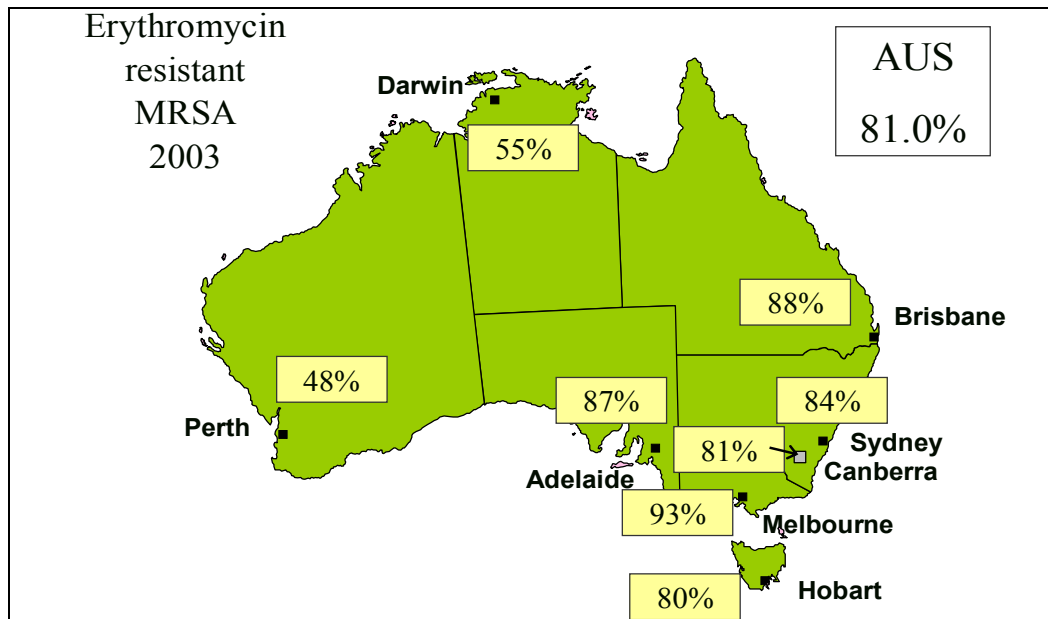 Erythromycin
resistant
MRSA
2003
AUS
81.0%
Darwin
55%
88%
Brisbane
48%
87%
84%
Perth
81%
Sydney
Canberra
Adelaide
93%
Melbourne
80%
Hobart